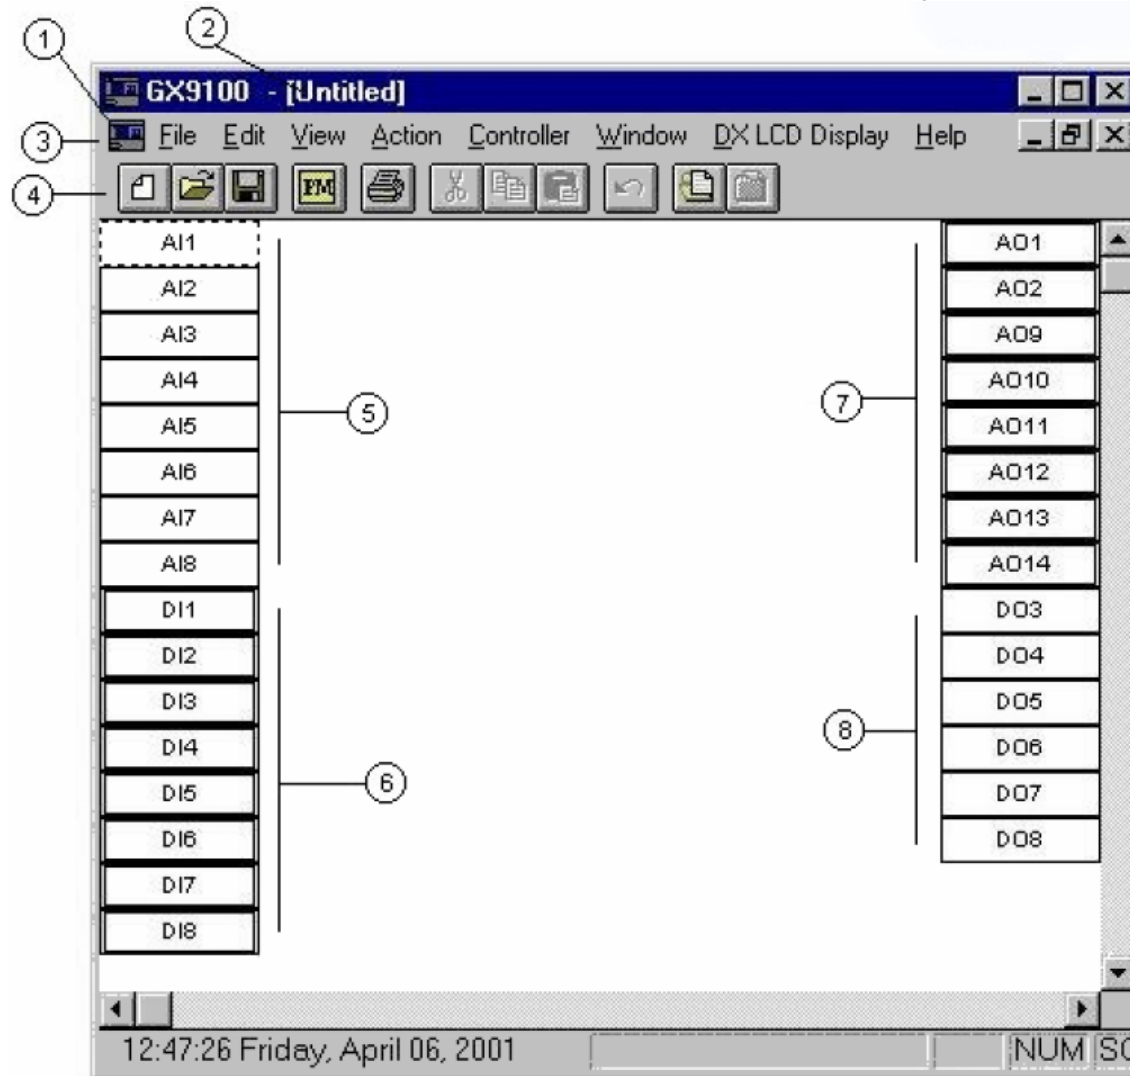 1
2
GX9100 - [Untitled]
3
File Edit View Action Controller Window DX LCD Display Help
4
PM
AI1
AI2
AI3
AI4
AI5
AI6
AI7
AI8
5
DI1
DI2
DI3
DI4
DI5
DI6
DI7
DI8
6
AO1
AO2
AO9
AO10
AO11
AO12
AO13
AO14
7
DO3
DO4
DO5
DO6
DO7
DO8
8
12:47:26 Friday, April 06, 2001
NUM